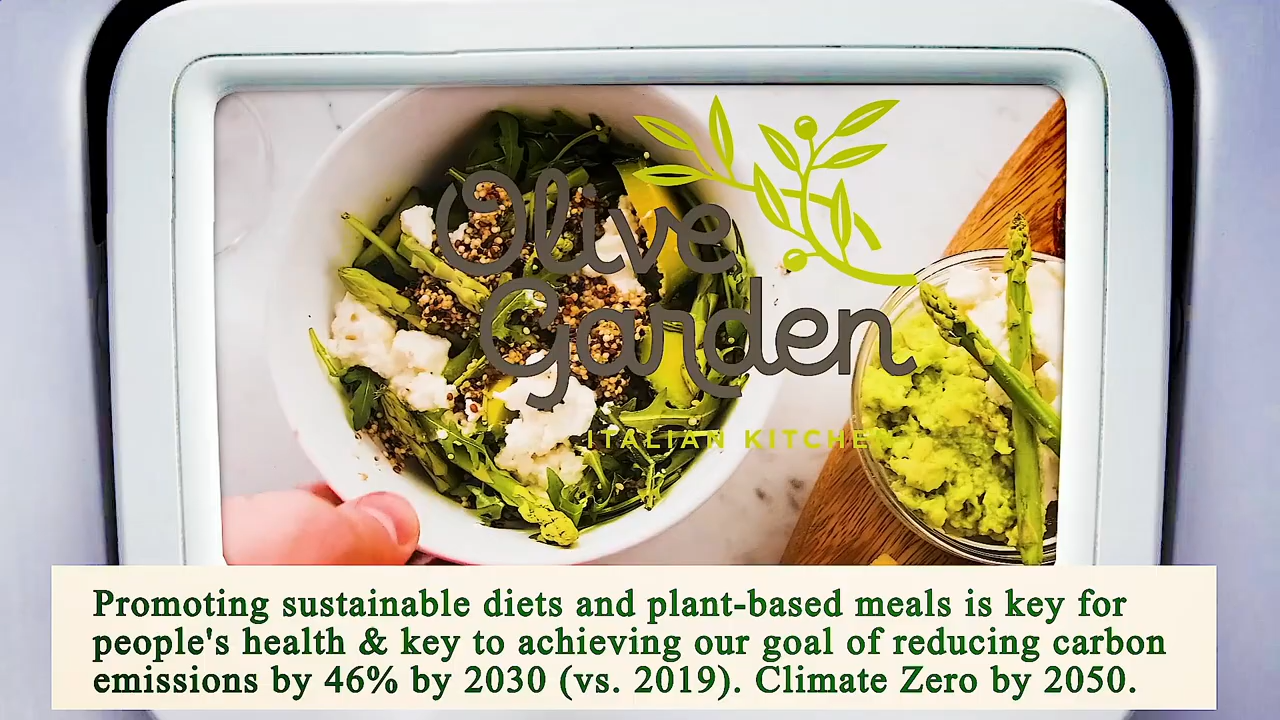 Olive
Garden
ITALIAN KITCHEN
Promoting sustainable diets and plant-based meals is key for
people's health & key to achieving our goal of reducing carbon
emissions by 46% by 2030 (vs. 2019). Climate Zero by 2050.